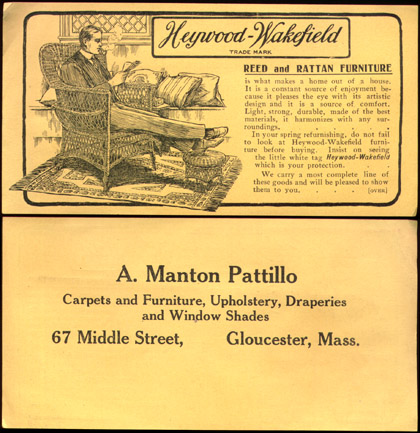 Heywood-Wakefield
TRADE MARK
REED and RATTAN FURNITURE
is what makes a home out of a house.
It is a constant source of enjoyment be-
cause it pleases the eye with its artistic
design and it is a source of comfort.
Light, strong, durable, made of the best
materials, it harmonizes with any sur-
roundings. . . . . . .
In your spring refurnishing, do not fail
to look at Heywood-Wakefield furni-
ture before buying. Insist on seeing
the little white tag Heywood-Wakefield
which is your protection. . . .
We carry a most complete line of
these goods and will be pleased to show
them to you. . . . . (OVER)
A. Manton Pattillo
Carpets and Furniture, Upholstery, Draperies
and Window Shades
67 Middle Street, Gloucester, Mass.